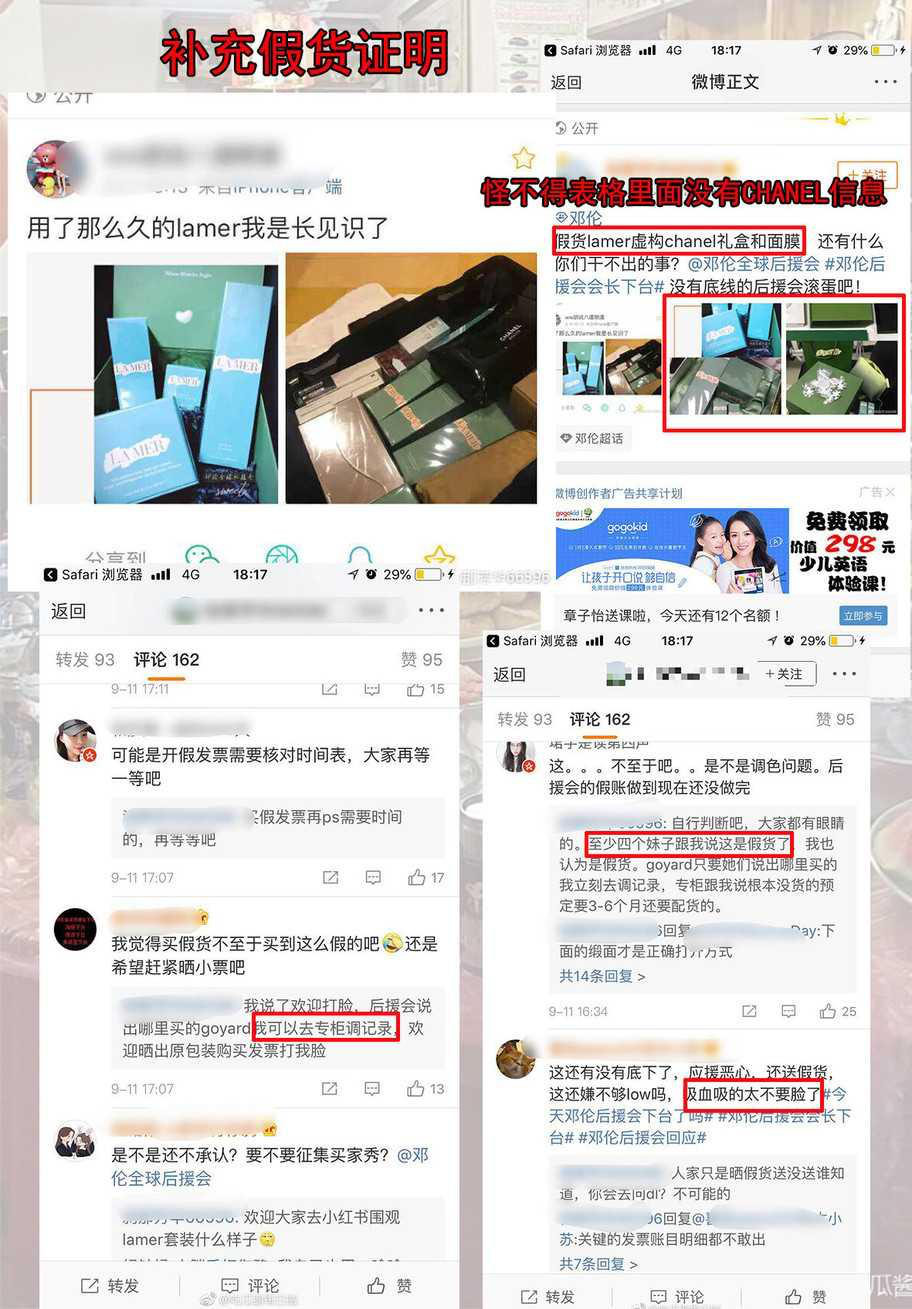 补充假货证明
公开
来自iPhone客户端
用了那么久的lamer我是长见识了
LA MER
LA MER
LA MER
LA MER
CHANEL
分享到
Safari 浏览器 4G 18:17 29%
返回 微博正文
公开
+关注
怪不得表格里面没有CHANEL信息
邓伦
假货lamer虚构chanel礼盒和面膜 还有什么
你们干不出的事？@邓伦全球后援会 #邓伦后
援会会长下台# 没有底线的后援会滚蛋吧！
邓伦超话
微博创作者广告共享计划 广告
gogokid
gogokid
让孩子开口说 够自信
免费领取
价值 298 元
少儿英语
体验课！
章子怡送课啦，今天还有12个名额！ 立即参与
Safari 浏览器 4G 18:17 29%
返回
转发 93 评论 162 赞 95
9-11 17:11 15
可能是开假发票需要核对时间表，大家再等
一等吧
买假发票再ps需要时间
的，再等等吧
9-11 17:07 17
我觉得买假货不至于买到这么假的吧🤣还是
希望赶紧晒小票吧
我说了欢迎打脸，后援会说
出哪里买的goyard我可以去专柜调记录，欢
迎晒出原包装购买发票打我脸
9-11 17:07 13
是不是还不承认？要不要征集买家秀？@邓
伦全球后援会
欢迎大家去小红书围观
lamer套装什么样子
转发 评论 赞
Safari 浏览器 4G 18:17 29%
返回 +关注
转发 93 评论 162 赞 95
珺子是读第四声
这。。。不至于吧。。是不是调色问题。后
援会的假账做到现在还没做完
自行判断吧，大家都有眼睛
的。至少四个妹子跟我说这是假货了，我也
认为是假货。goyard只要她们说出哪里买的
我立刻去调记录，专柜跟我说根本没货的预
定要3-6个月还要配货的。
6回复 Day:下
面的缎面才是正确打开方式
共14条回复 >
9-11 16:34 25
这还有没有底下了，应援恶心，还送假货，
这还嫌不够low吗，吸血吸的太不要脸了#今
天邓伦后援会下台了吗# #邓伦后援会会长下
台# #邓伦后援会回应#
人家只是晒假货送没送谁知
道，你会去问dl？不可能的
96回复@ 小
苏:关键的发票账目明细都不敢出
共7条回复 >
转发 评论 赞
瓜酱